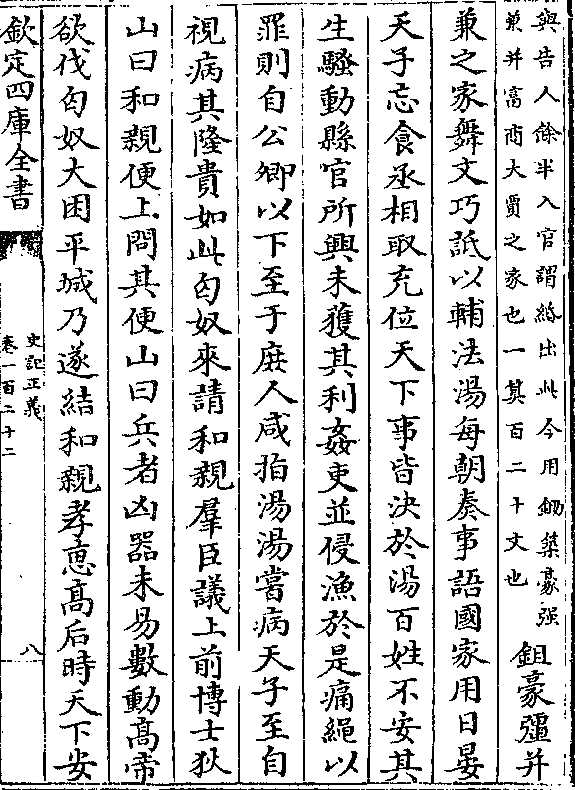 與告人餘半入官謂緡出此令用鉏築豪强
兼并富商大賈之家也一算百二十文也
鉏豪彊并
兼之家舞文巧詆以輔法湯每朝奏事語國家用日晏
天子忘食丞相取充位天下事皆決於湯百姓不安其
生騷動縣官所興未獲其利姦吏並侵漁於是痛繩以
罪則自公卿以下至于庶人咸指湯湯嘗病天子至自
視病其隆貴如此匈奴來請和親羣臣議上前博士狄
山曰和親便上問其便山曰兵者凶器未易數動高帝
欲伐匈奴大困平城乃遂結和親孝惠高后時天下安
欽定四庫全書
史記正義
卷一百二十二
八